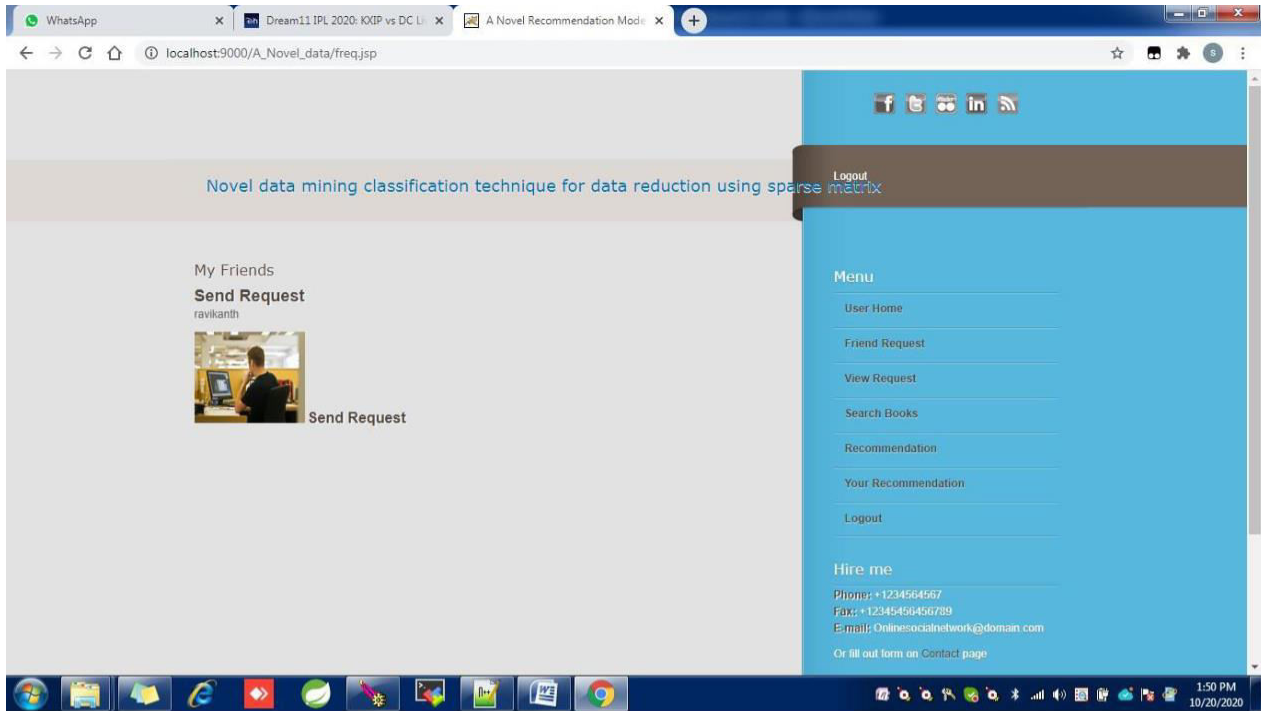 WhatsApp
Dream11 IPL 2020: KXIP vs DC Li
A Novel Recommendation Mode
localhost:9000/A_Novel_data/freq.jsp
S
Logout
Novel data mining classification technique for data reduction using sparse matrix
My Friends
Send Request
ravikanth
Send Request
Menu
User Home
Friend Request
View Request
Search Books
Recommendation
Your Recommendation
Logout
Hire me
Phone: +1234564567
Fax: +12345456456789
E-mail: Onlinesocialnetwork@domain.com
Or fill out form on Contact page
1:50 PM
10/20/2020